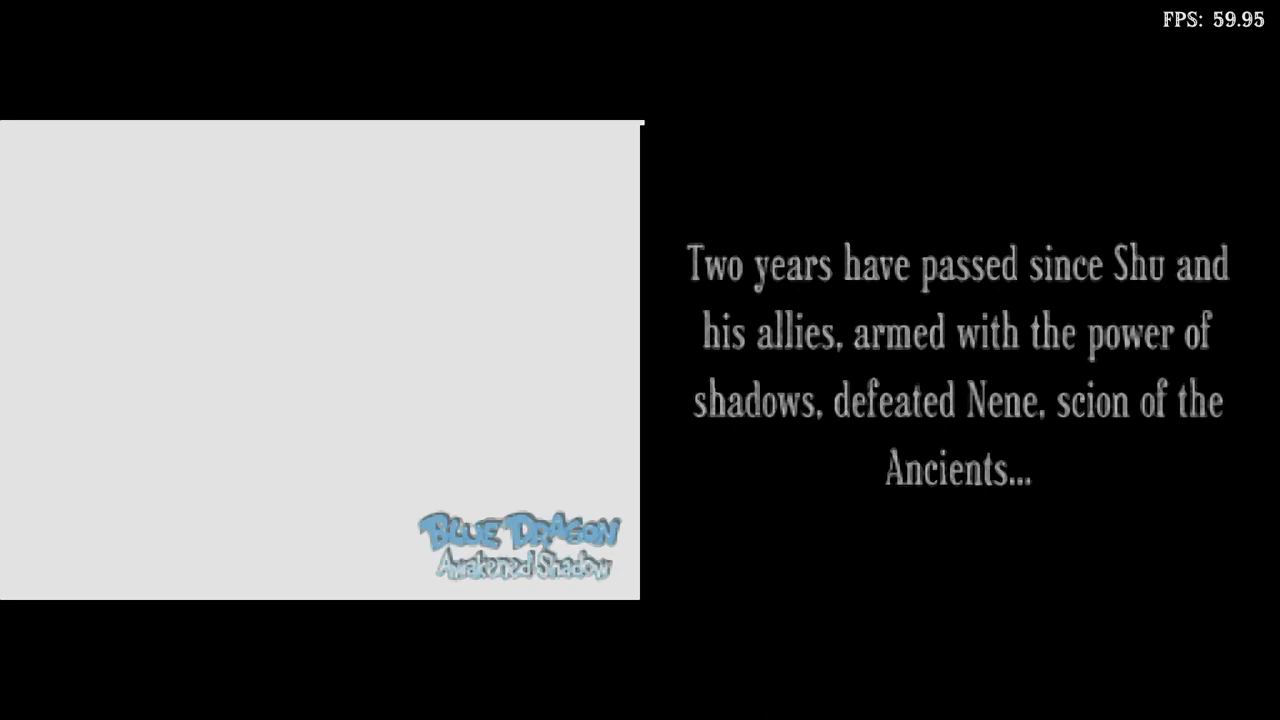 FPS: 59.95
Two years have passed since Shu and
his allies, armed with the power of
shadows, defeated Nene, scion of the
Ancients...
BLUE DRAGON
Awakened Shadow